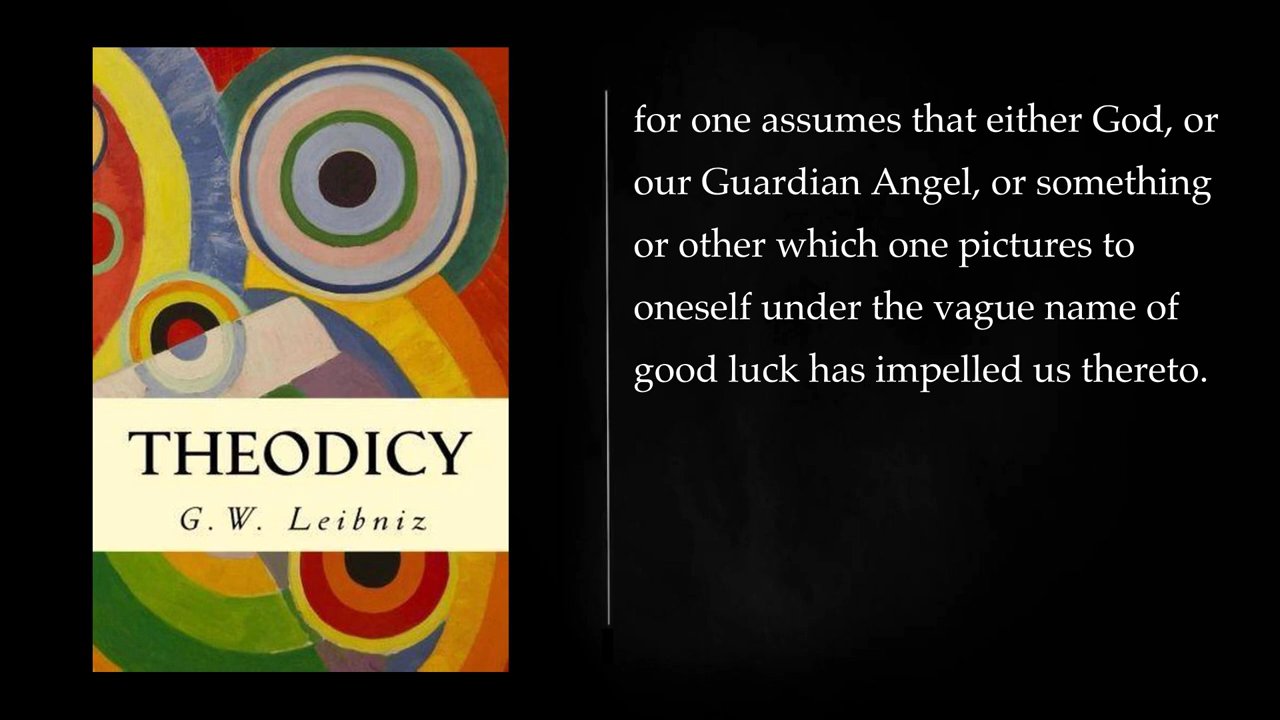 THEODICY
G. W. Leibniz
for one assumes that either God, or
our Guardian Angel, or something
or other which one pictures to
oneself under the vague name of
good luck has impelled us thereto.